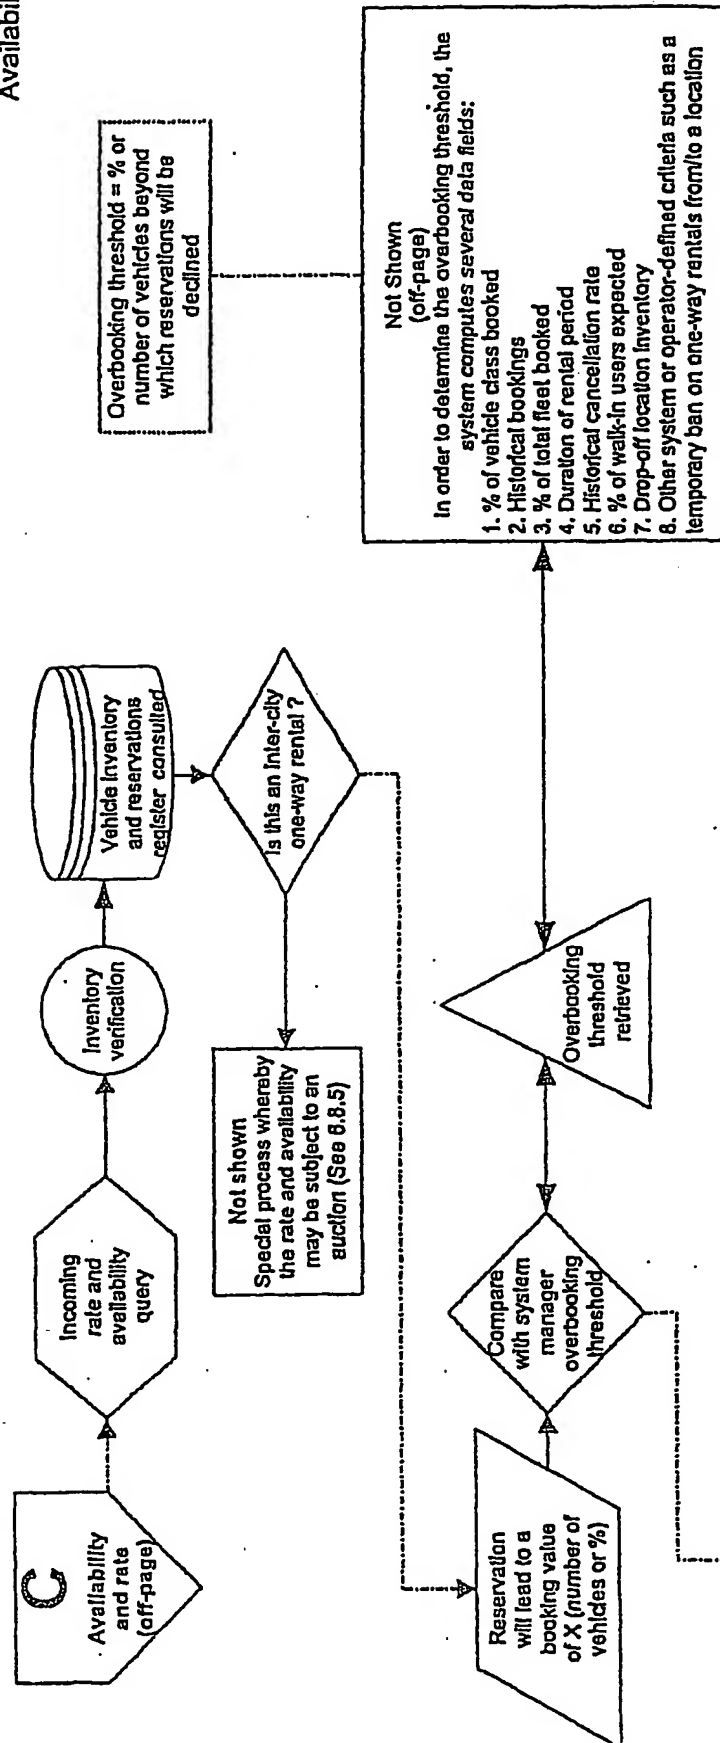 Availabil
C
Availability
and rate
(off-page)
Incoming
rate and
availability
query
Inventory
verification
Vehicle Inventory
and reservations
register consulted
Is this an Inter-city
one-way rental ?
Not shown
Special process whereby
the rate and availability
may be subject to an
auction (See 6.8.5)
Overbooking threshold = % or
number of vehicles beyond
which reservations will be
declined
Reservation
will lead to a
booking value
of X (number of
vehicles or %)
Compare
with system
manager
overbooking
threshold
Overbooking
threshold
retrieved
Not Shown
(off-page)
In order to determine the overbooking threshold, the
system computes several data fields:
1. % of vehicle class booked
2. Historical bookings
3. % of total fleet booked
4. Duration of rental period
5. Historical cancellation rate
6. % of walk-in users expected
7. Drop-off location Inventory
8. Other system or operator-defined criteria such as a
temporary ban on one-way rentals from/to a location